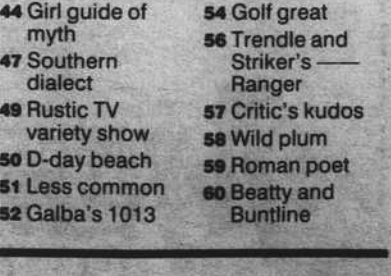 44 Girl guide of
myth
47 Southern
dialect
49 Rustic TV
variety show
50 D-day beach
51 Less common
52 Galba's 1013
54 Golf great
56 Trendle and
Striker's ——
Ranger
57 Critic's kudos
58 Wild plum
59 Roman poet
60 Beatty and
Buntline